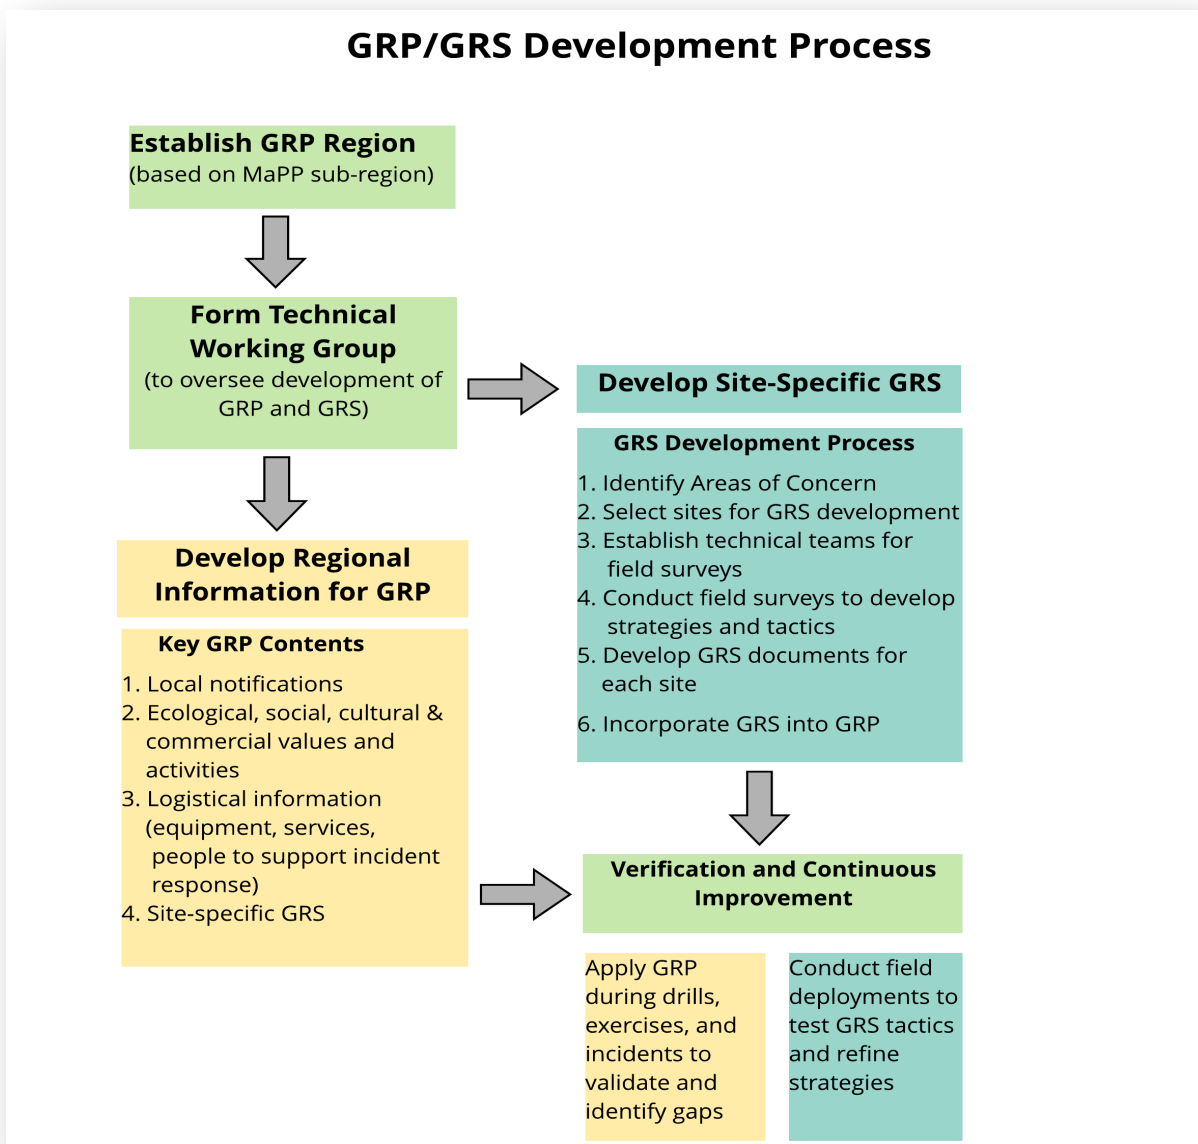 GRP/GRS Development Process
Establish GRP Region
(based on MaPP sub-region)
Form Technical
Working Group
(to oversee development of
GRP and GRS)
Develop Regional
Information for GRP
Key GRP Contents
1. Local notifications
2. Ecological, social, cultural &
commercial values and
activities
3. Logistical information
(equipment, services,
people to support incident
response)
4. Site-specific GRS
Develop Site-Specific GRS
GRS Development Process
1. Identify Areas of Concern
2. Select sites for GRS development
3. Establish technical teams for
field surveys
4. Conduct field surveys to develop
strategies and tactics
5. Develop GRS documents for
each site
6. Incorporate GRS into GRP
Verification and Continuous
Improvement
Apply GRP
during drills,
exercises, and
incidents to
validate and
identify gaps
Conduct field
deployments to
test GRS tactics
and refine
strategies